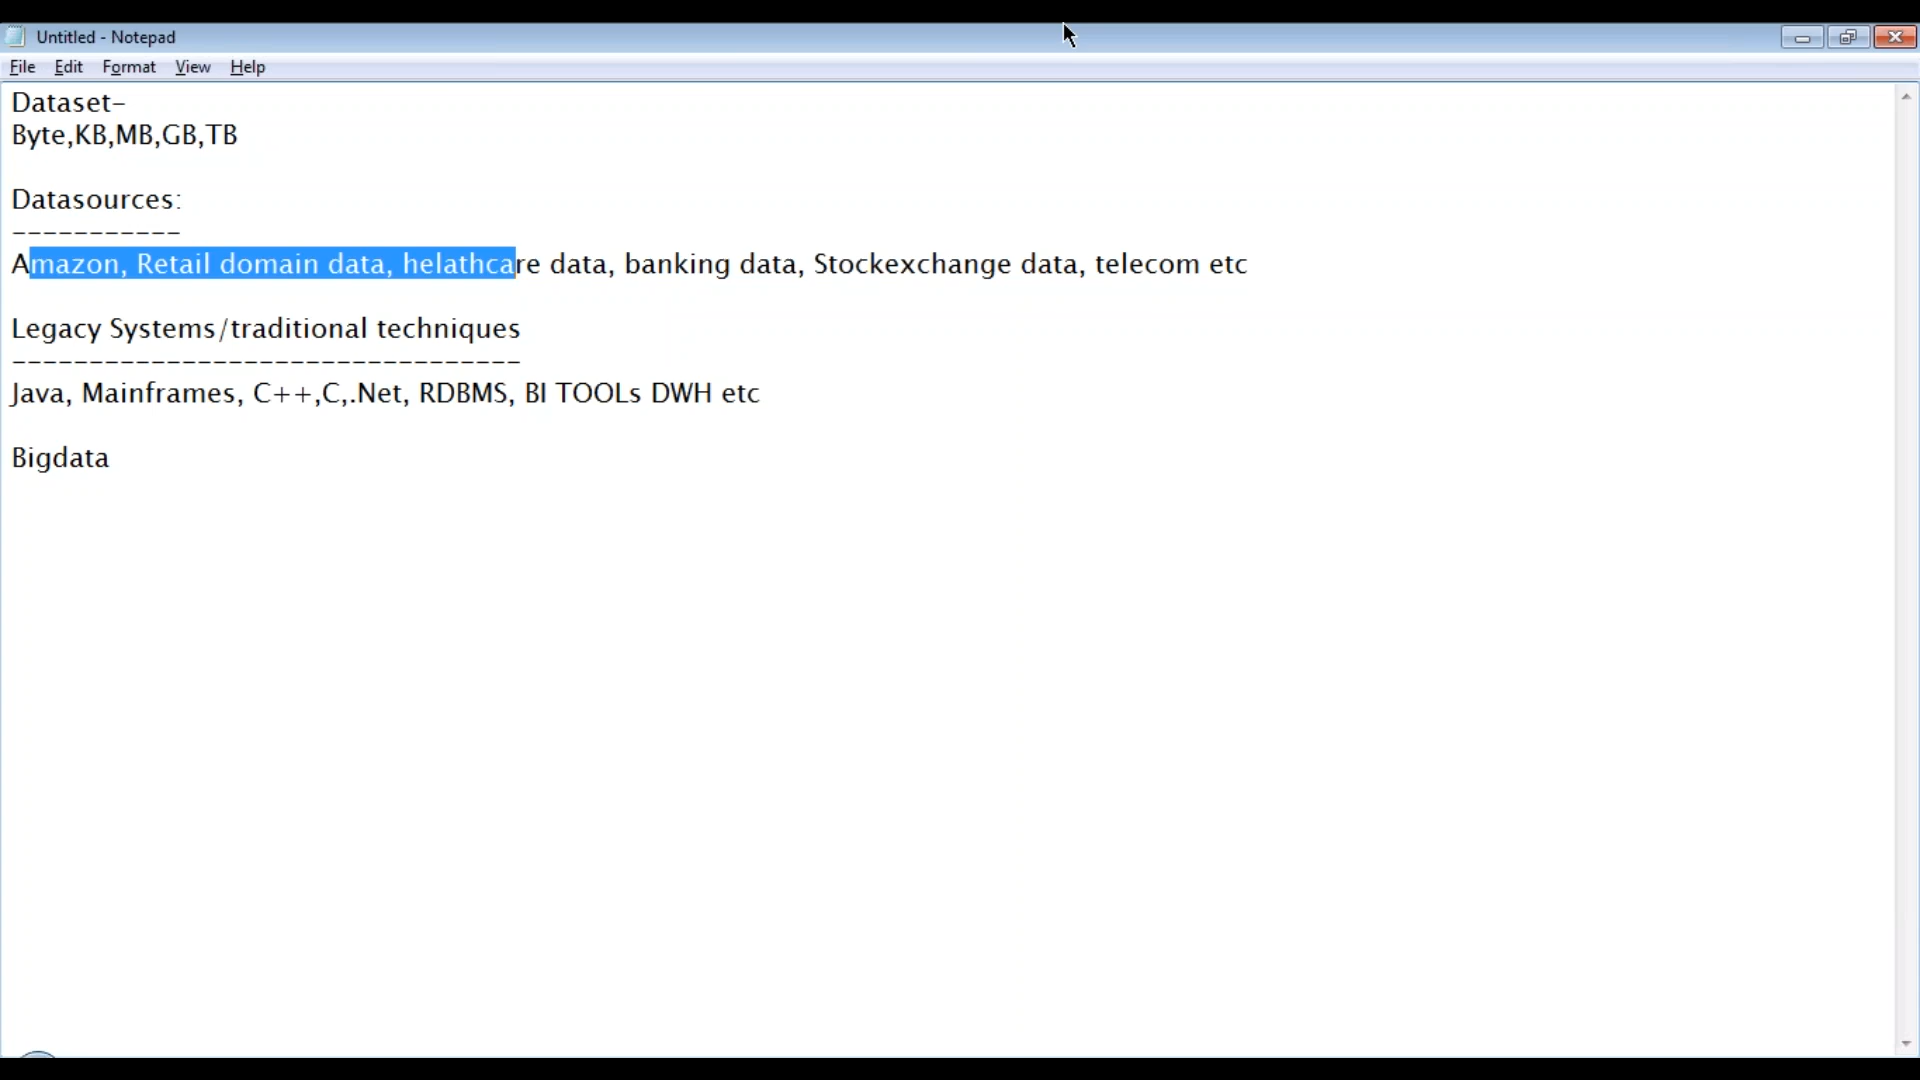 Untitled - Notepad
File Edit Format View Help
Dataset-
Byte,KB,MB,GB,TB
Datasources:
-----------
Amazon, Retail domain data, helathcare data, banking data, Stockexchange data, telecom etc
Legacy Systems/traditional techniques
---------------------------------
Java, Mainframes, C++,C,.Net, RDBMS, BI TOOLs DWH etc
Bigdata